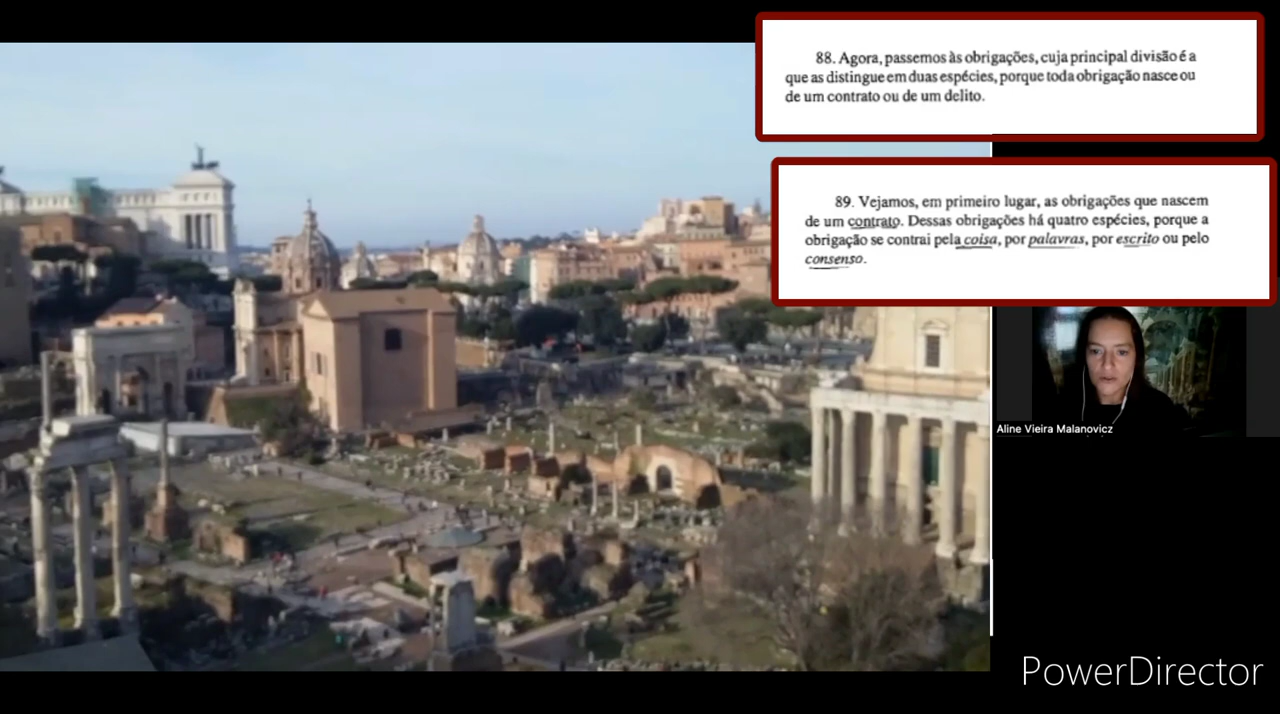 88. Agora, passemos às obrigações, cuja principal divisão é a
que as distingue em duas espécies, porque toda obrigação nasce ou
de um contrato ou de um delito.
89. Vejamos, em primeiro lugar, as obrigações que nascem
de um contrato. Dessas obrigações há quatro espécies, porque a
obrigação se contrai pela coisa, por palavras, por escrito ou pelo
consenso.
Aline Vieira Malanovicz
PowerDirector